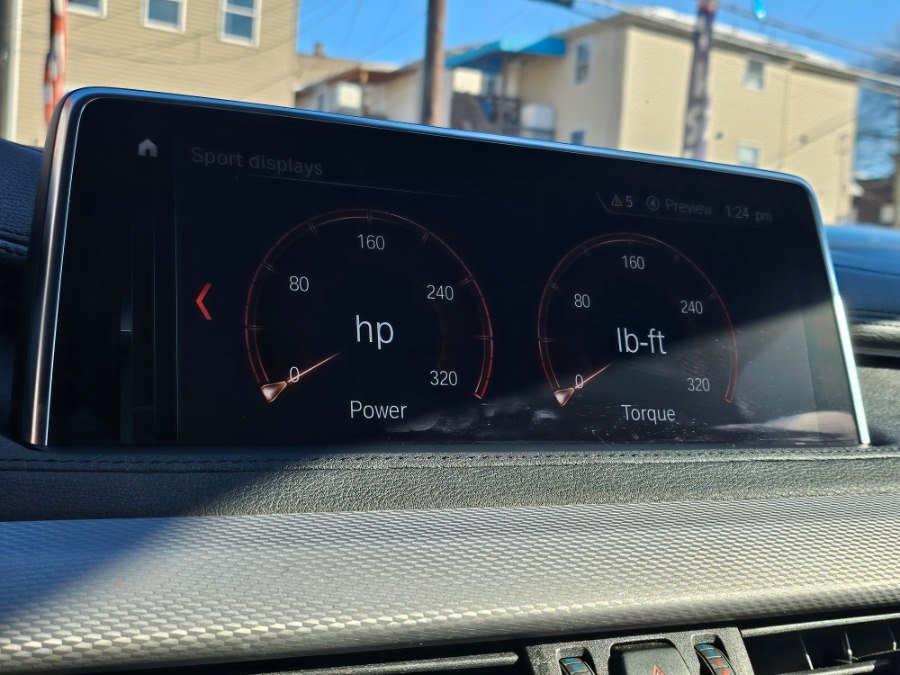 Sport displays
5 Preview 1:24 pm
160
80
240
hp
0
320
Power
160
80
240
lb-ft
0
320
Torque